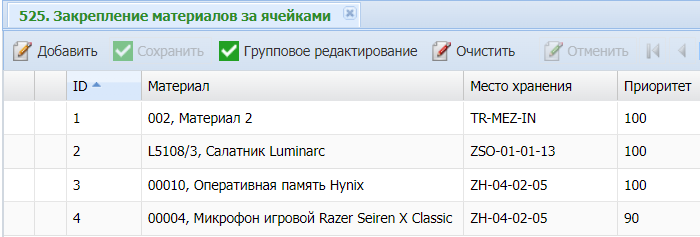 525. Закрепление материалов за ячейками
Добавить Сохранить Групповое редактирование Очистить Отменить
ID Материал Место хранения Приоритет
1 002, Материал 2 TR-MEZ-IN 100
2 L5108/3, Салатник Luminarc ZSO-01-01-13 100
3 00010, Оперативная память Hynix ZH-04-02-05 100
4 00004, Микрофон игровой Razer Seiren X Classic ZH-04-02-05 90